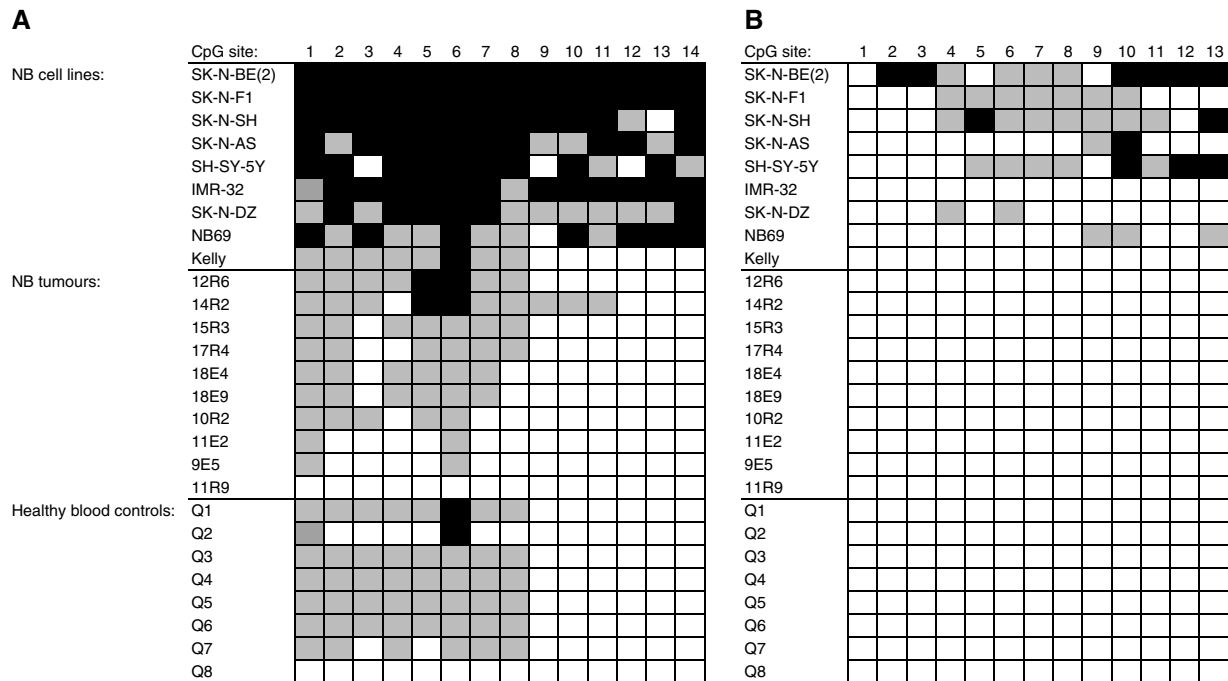 A
B
CpG site: 1 2 3 4 5 6 7 8 9 10 11 12 13 14
CpG site: 1 2 3 4 5 6 7 8 9 10 11 12 13
NB cell lines: SK-N-BE(2)
SK-N-BE(2)
SK-N-F1
SK-N-F1
SK-N-SH
SK-N-SH
SK-N-AS
SK-N-AS
SH-SY-5Y
SH-SY-5Y
IMR-32
IMR-32
SK-N-DZ
SK-N-DZ
NB69
NB69
Kelly
Kelly
NB tumours: 12R6
12R6
14R2
14R2
15R3
15R3
17R4
17R4
18E4
18E4
18E9
18E9
10R2
10R2
11E2
11E2
9E5
9E5
11R9
11R9
Healthy blood controls: Q1
Q1
Q2
Q2
Q3
Q3
Q4
Q4
Q5
Q5
Q6
Q6
Q7
Q7
Q8
Q8